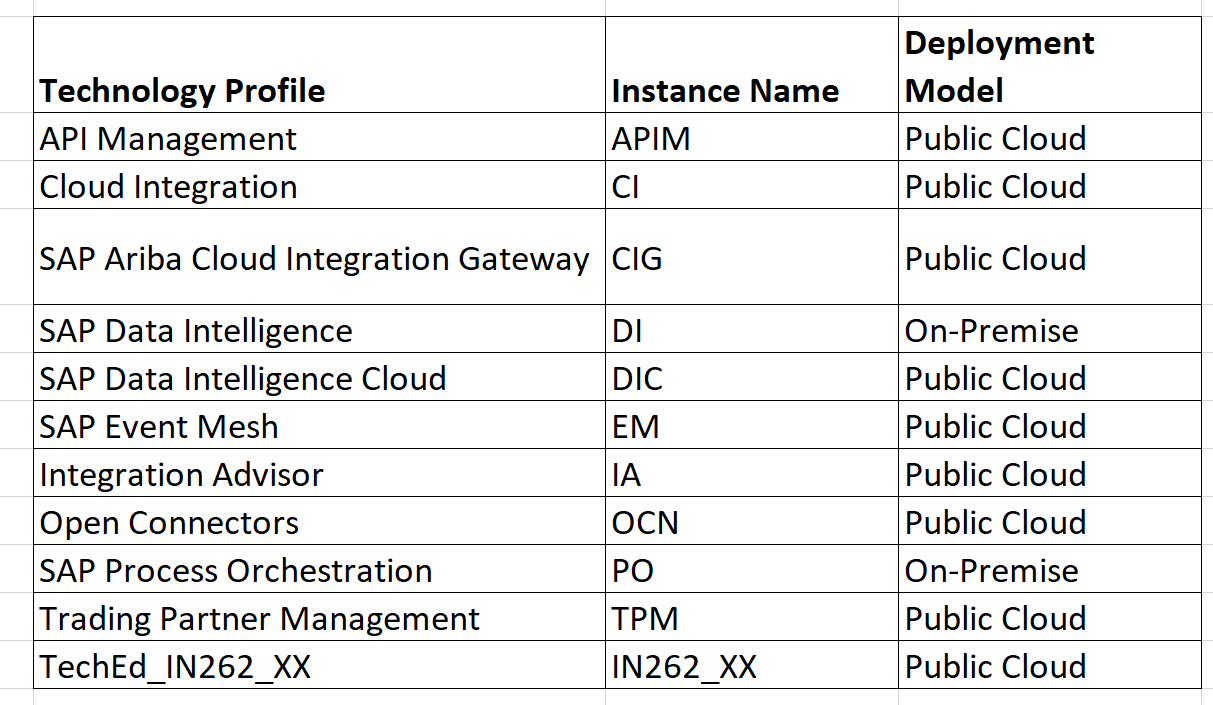 Technology Profile Instance Name Deployment Model
API Management APIM Public Cloud
Cloud Integration CI Public Cloud
SAP Ariba Cloud Integration Gateway CIG Public Cloud
SAP Data Intelligence DI On-Premise
SAP Data Intelligence Cloud DIC Public Cloud
SAP Event Mesh EM Public Cloud
Integration Advisor IA Public Cloud
Open Connectors OCN Public Cloud
SAP Process Orchestration PO On-Premise
Trading Partner Management TPM Public Cloud
TechEd_IN262_XX IN262_XX Public Cloud